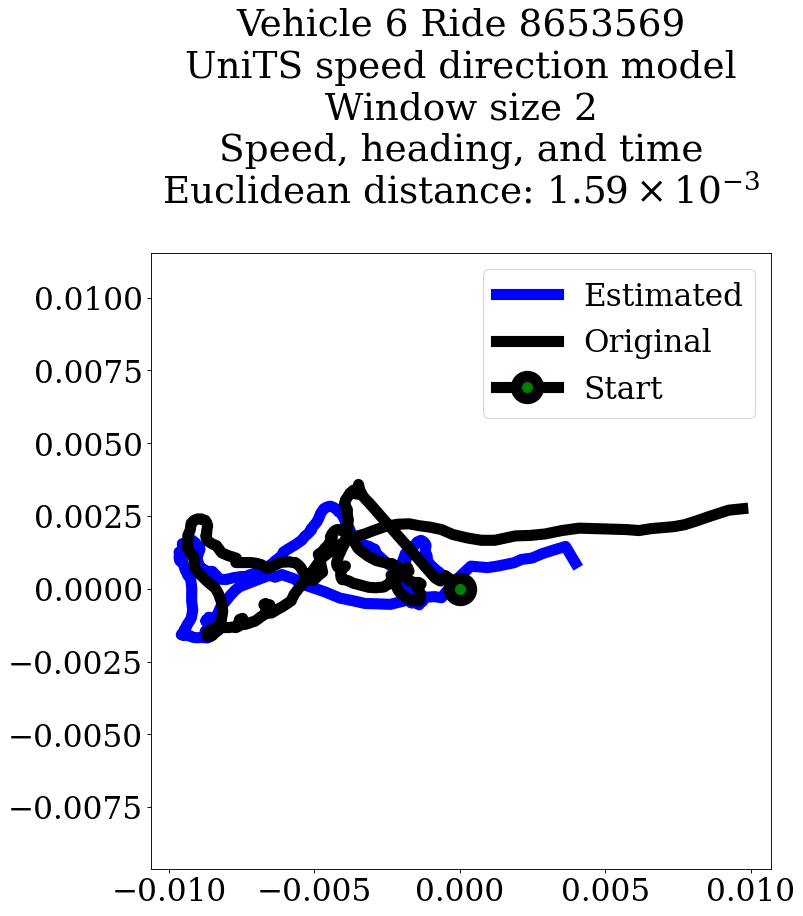 Vehicle 6 Ride 8653569
UniTS speed direction model
Window size 2
Speed, heading, and time
Euclidean distance: 1.59 × 10⁻³
Estimated
Original
Start
0.0100
0.0075
0.0050
0.0025
0.0000
−0.0025
−0.0050
−0.0075
−0.010 −0.005 0.000 0.005 0.010